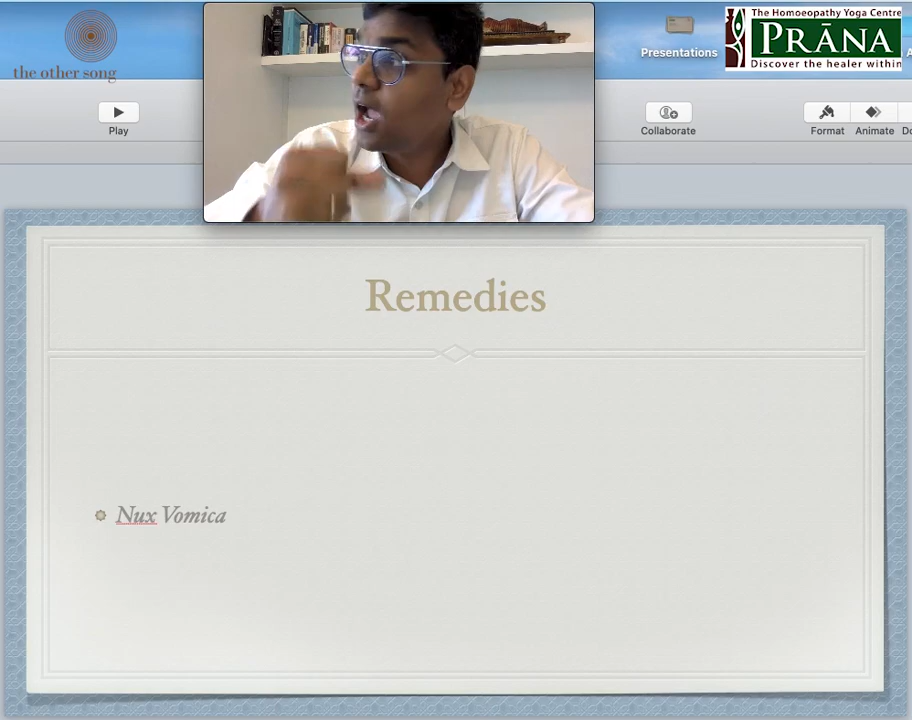 the other song
Presentations
The Homoeopathy Yoga Centre
PRĀNA
Discover the healer within
Play
Collaborate
Format
Animate
Remedies
Nux Vomica